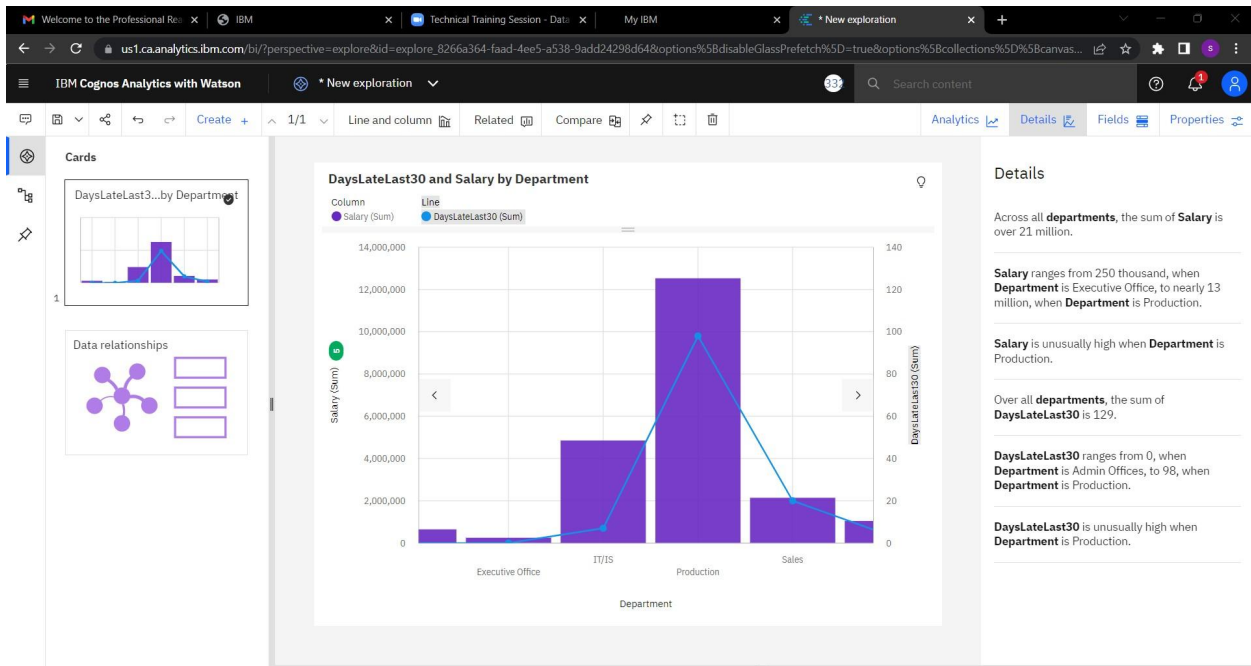 Welcome to the Professional Rea
IBM
Technical Training Session - Data
My IBM
* New exploration
us1.ca.analytics.ibm.com/bi/?perspective=explore&id=explore_8266a364-faad-4ee5-a538-9add24298d64&options%5BdisableGlassPrefetch%5D=true&options%5Bcollections%5D%5Bcanvas...
S
IBM Cognos Analytics with Watson
* New exploration
332
Search content
1
Create +
1/1
Line and column
Related
Compare
Analytics
Details
Fields
Properties
Cards
DaysLateLast3...by Department
1
Data relationships
DaysLateLast30 and Salary by Department
Column
Line
Salary (Sum)
DaysLateLast30 (Sum)
14,000,000
12,000,000
10,000,000
8,000,000
6,000,000
4,000,000
2,000,000
0
140
120
100
80
60
40
20
0
Salary (Sum)
DaysLateLast30 (Sum)
Executive Office
IT/IS
Production
Sales
Department
Details
Across all departments, the sum of Salary is
over 21 million.
Salary ranges from 250 thousand, when
Department is Executive Office, to nearly 13
million, when Department is Production.
Salary is unusually high when Department is
Production.
Over all departments, the sum of
DaysLateLast30 is 129.
DaysLateLast30 ranges from 0, when
Department is Admin Offices, to 98, when
Department is Production.
DaysLateLast30 is unusually high when
Department is Production.